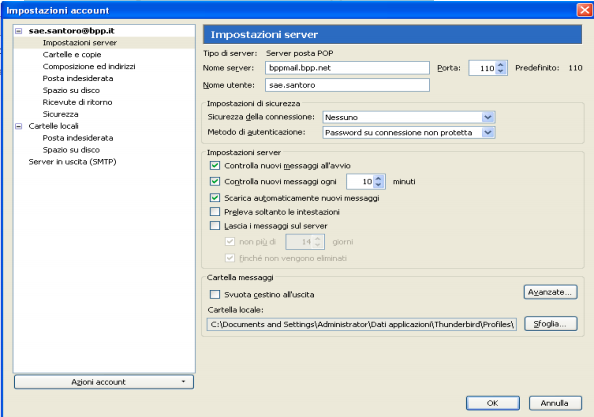 Impostazioni account
sae.santoro@bpp.it
Impostazioni server
Cartelle e copie
Composizione ed indirizzi
Posta indesiderata
Spazio su disco
Ricevute di ritorno
Sicurezza
Cartelle locali
Posta indesiderata
Spazio su disco
Server in uscita (SMTP)
Azioni account
Impostazioni server
Tipo di server: Server posta POP
Nome server: bppmail.bpp.net Porta: 110 Predefinito: 110
Nome utente: sae.santoro
Impostazioni di sicurezza
Sicurezza della connessione: Nessuno
Metodo di autenticazione: Password su connessione non protetta
Impostazioni server
Controlla nuovi messaggi all'avvio
Controlla nuovi messaggi ogni 10 minuti
Scarica automaticamente nuovi messaggi
Preleva soltanto le intestazioni
Lascia i messaggi sul server
non più di 14 giorni
Finché non vengono eliminati
Cartella messaggi
Svuota cestino all'uscita Avanzate...
Cartella locale:
C:\Documents and Settings\Administrator\Dati applicazioni\Thunderbird\Profiles\ Sfoglia...
OK Annulla